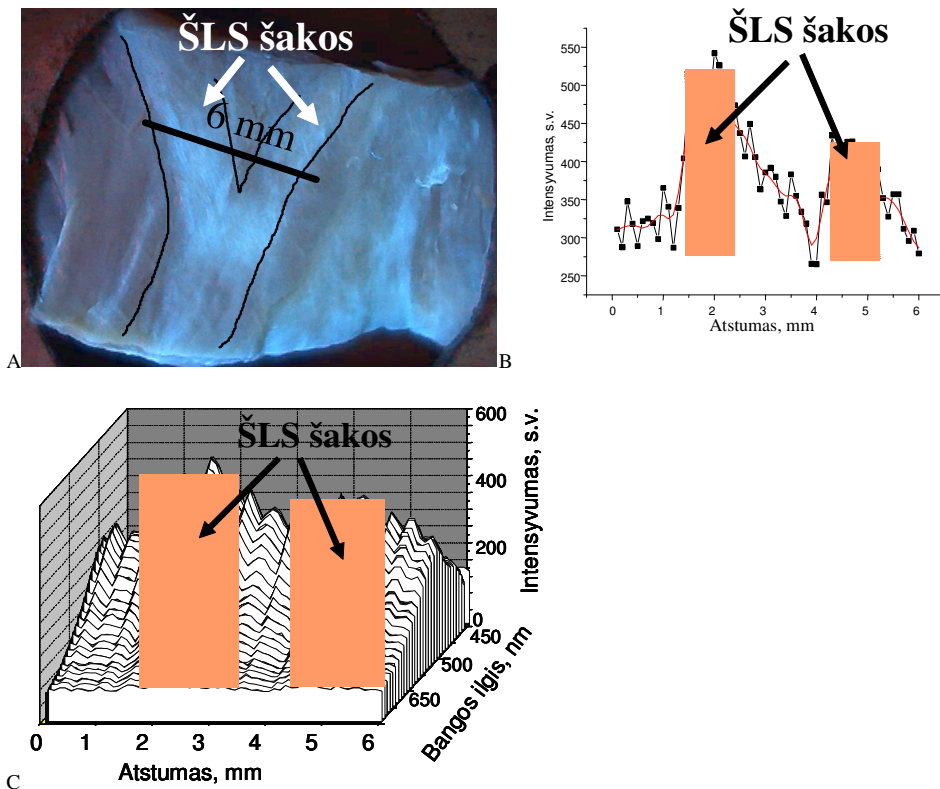 ŠLS šakos
6 mm
A
ŠLS šakos
Intensyvumas, s.v.
550
500
450
400
350
300
250
0 1 2 3 4 5 6
Atstumas, mm
B
ŠLS šakos
600
400
200
0
Intensyvumas, s.v.
450
500
650
Bangos ilgis, nm
0 1 2 3 4 5 6
Atstumas, mm
C